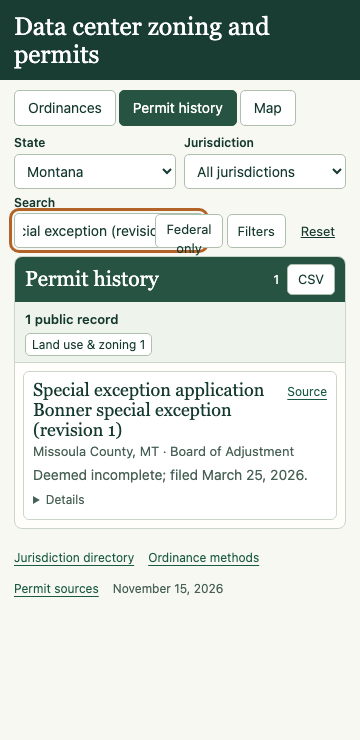 Data center zoning and
permits
Ordinances Permit history Map
State Jurisdiction
Montana All jurisdictions
Search
exception (revisio Federal only Filters Reset
Permit history 1 CSV
1 public record
Land use & zoning 1
Special exception application Source
Bonner special exception
(revision 1)
Missoula County, MT · Board of Adjustment
Deemed incomplete; filed March 25, 2026.
Details
Jurisdiction directory Ordinance methods
Permit sources November 15, 2026